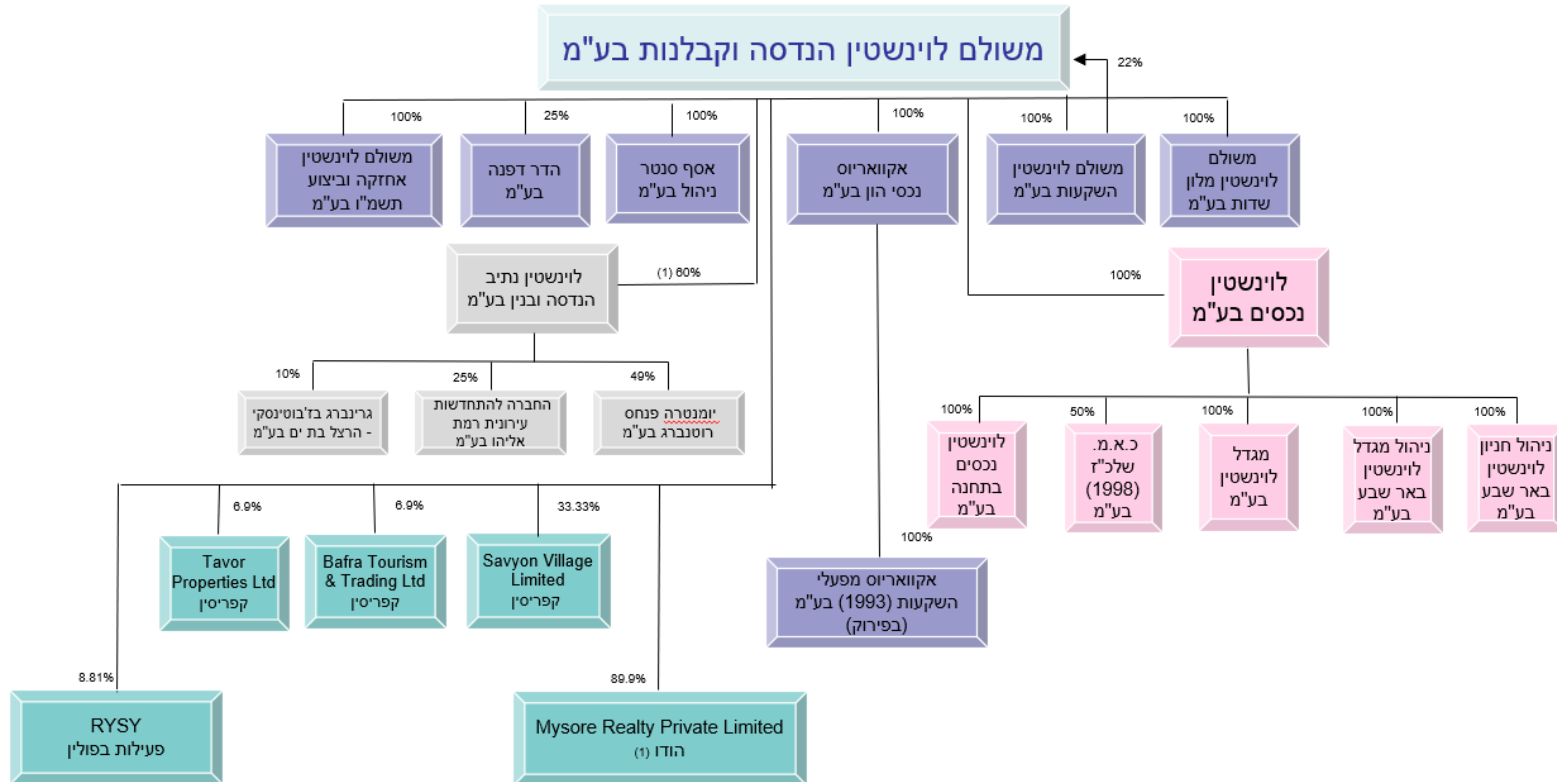 משולם לוינשטין הנדסה וקבלנות בע"מ
22%
100%
100%
100%
100%
25%
100%
משולם
לוינשטין מלון
שדות בע"מ
משולם לוינשטין
השקעות בע"מ
אקוואריוס
נכסי הון בע"מ
אסף סנטר
ניהול בע"מ
הדר דפנה
בע"מ
משולם לוינשטין
אחזקה וביצוע
תשמ"ו בע"מ
100%
לוינשטין
נכסים בע"מ
(1) 60%
לוינשטין נתיב
הנדסה ובנין בע"מ
49%
25%
10%
יומנטרה פנחס
רוטנברג בע"מ
החברה להתחדשות
עירונית רמת
אליהו בע"מ
גרינברג בז'בוטינסקי
- הרצל בת ים בע"מ
100%
100%
100%
50%
100%
ניהול חניון
לוינשטין
באר שבע
בע"מ
ניהול מגדל
לוינשטין
באר שבע
בע"מ
מגדל
לוינשטין
בע"מ
כ.א.מ.
שלכ"ז
(1998)
בע"מ
לוינשטין
נכסים
בתחנה
בע"מ
100%
אקוואריוס מפעלי
השקעות (1993) בע"מ
(בפירוק)
33.33%
6.9%
6.9%
Savyon Village
Limited
קפריסין
Bafra Tourism
& Trading Ltd
קפריסין
Tavor
Properties Ltd
קפריסין
89.9%
8.81%
Mysore Realty Private Limited
הודו (1)
RYSY
פעילות בפולין